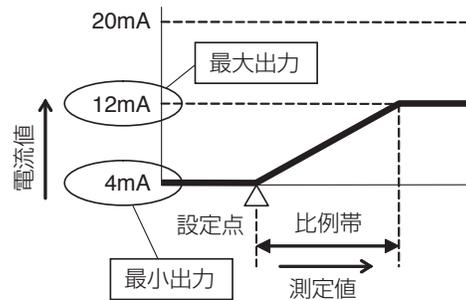 20mA
最大出力
12mA
電流値
4mA
設定点
比例帯
最小出力
測定値